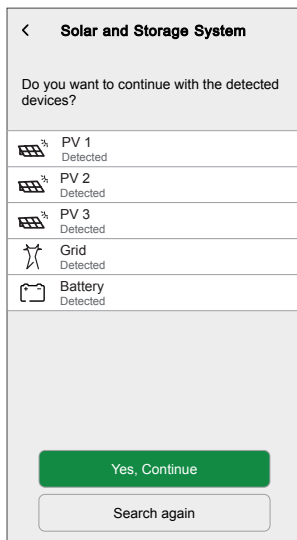 Solar and Storage System
Do you want to continue with the detected
devices?
PV 1
Detected
PV 2
Detected
PV 3
Detected
Grid
Detected
Battery
Detected
Yes, Continue
Search again